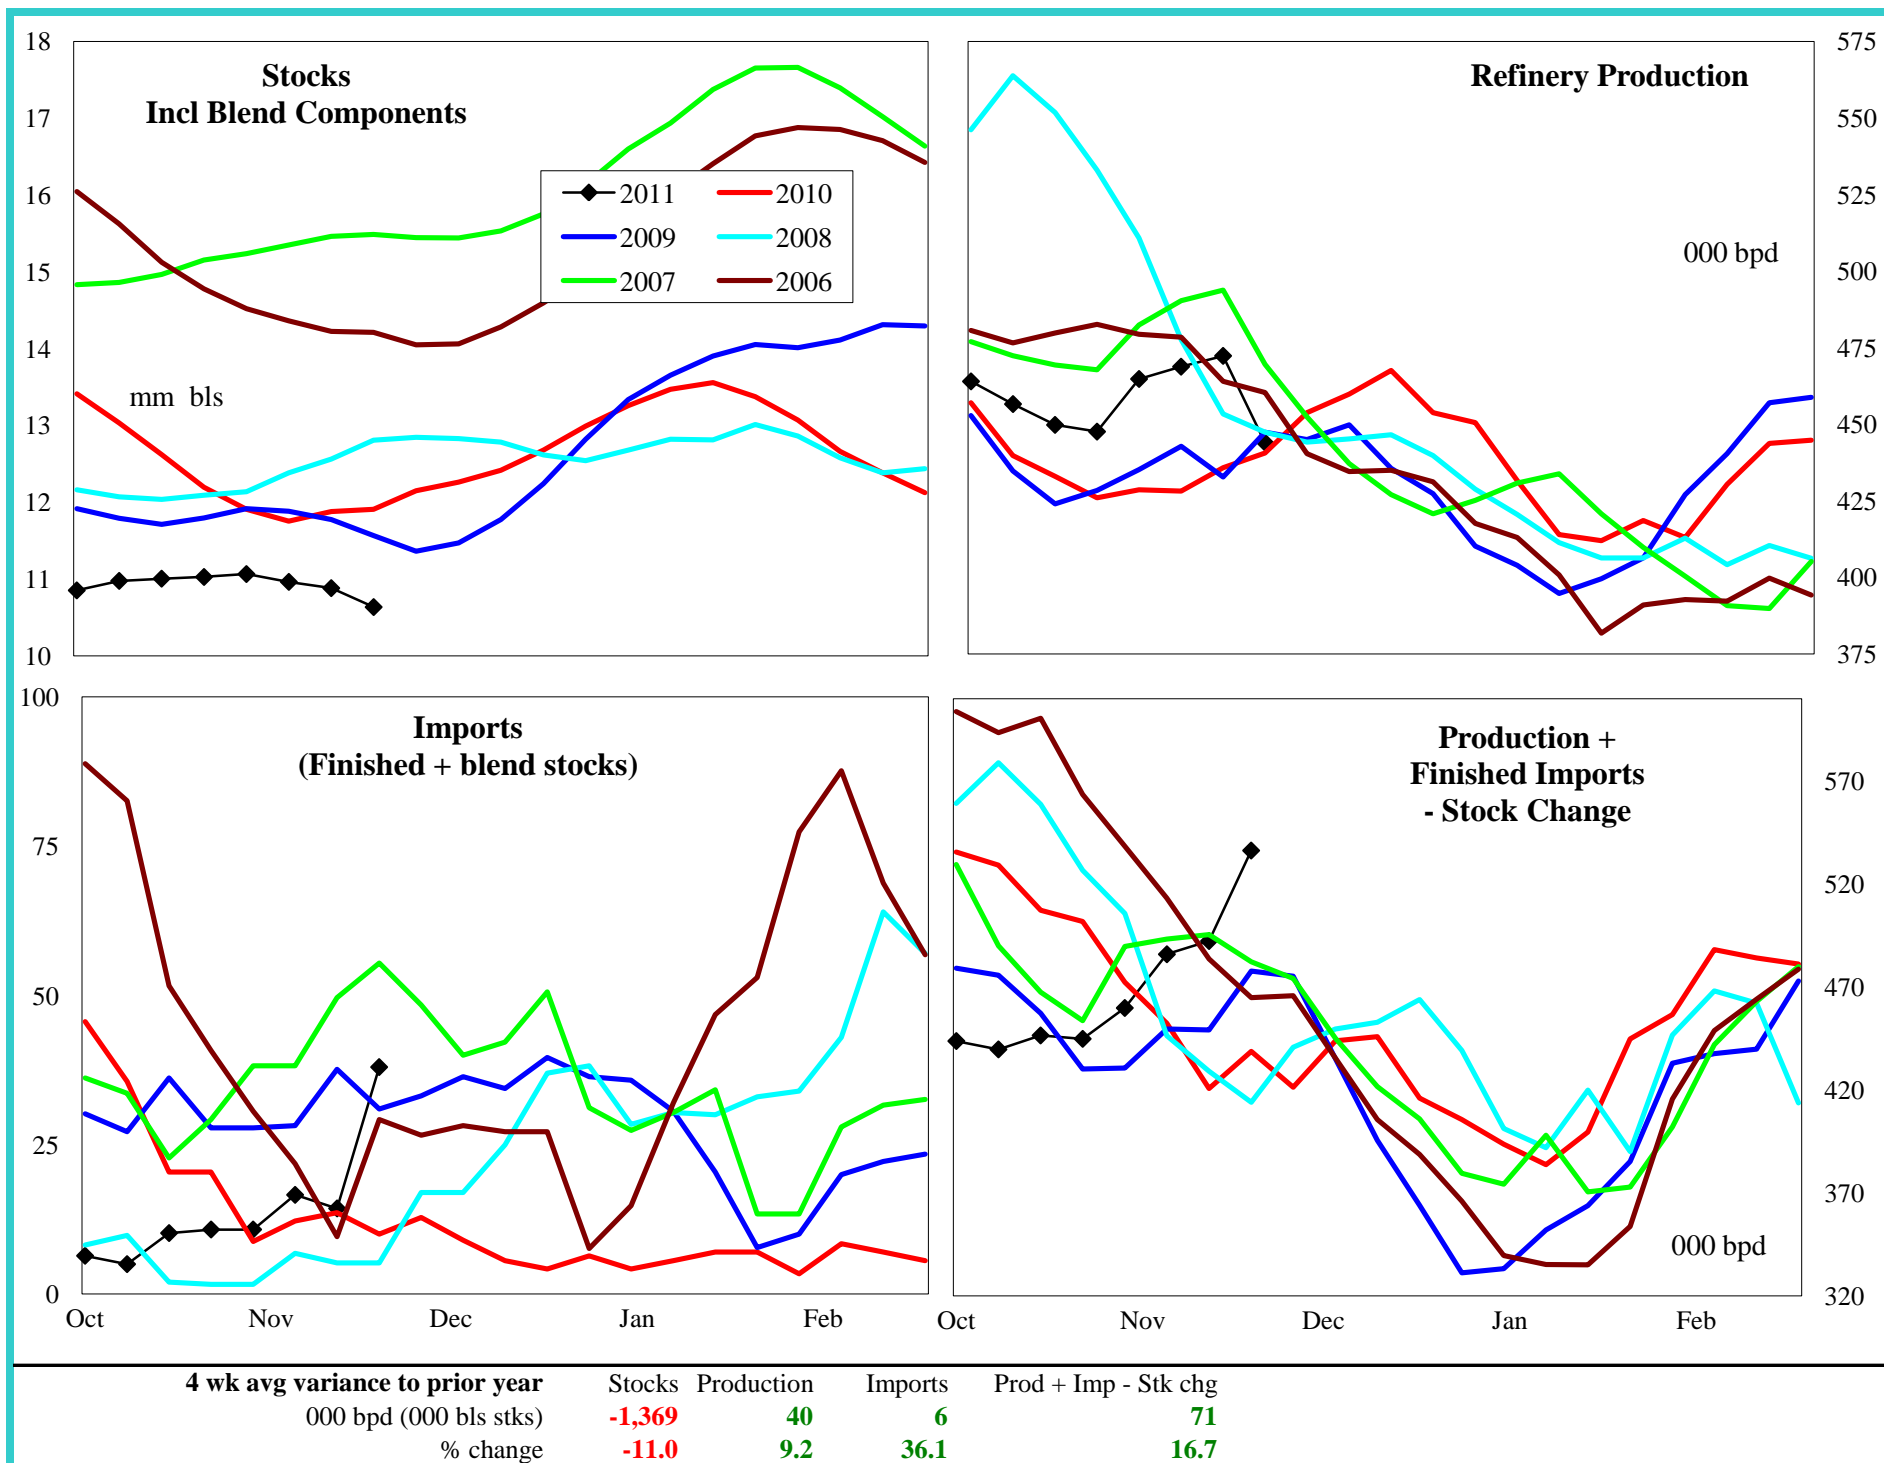 Stocks
Incl Blend Components
18
17
16
15
14
13
12
11
10
mm bls
2011
2010
2009
2008
2007
2006
Refinery Production
575
550
525
500
475
450
425
400
375
000 bpd
Imports
(Finished + blend stocks)
100
75
50
25
0
Oct Nov Dec Jan Feb
Production +
Finished Imports
- Stock Change
570
520
470
420
370
320
000 bpd
Oct Nov Dec Jan Feb
4 wk avg variance to prior year Stocks Production Imports Prod + Imp - Stk chg
000 bpd (000 bls stks) -1,369 40 6 71
% change -11.0 9.2 36.1 16.7